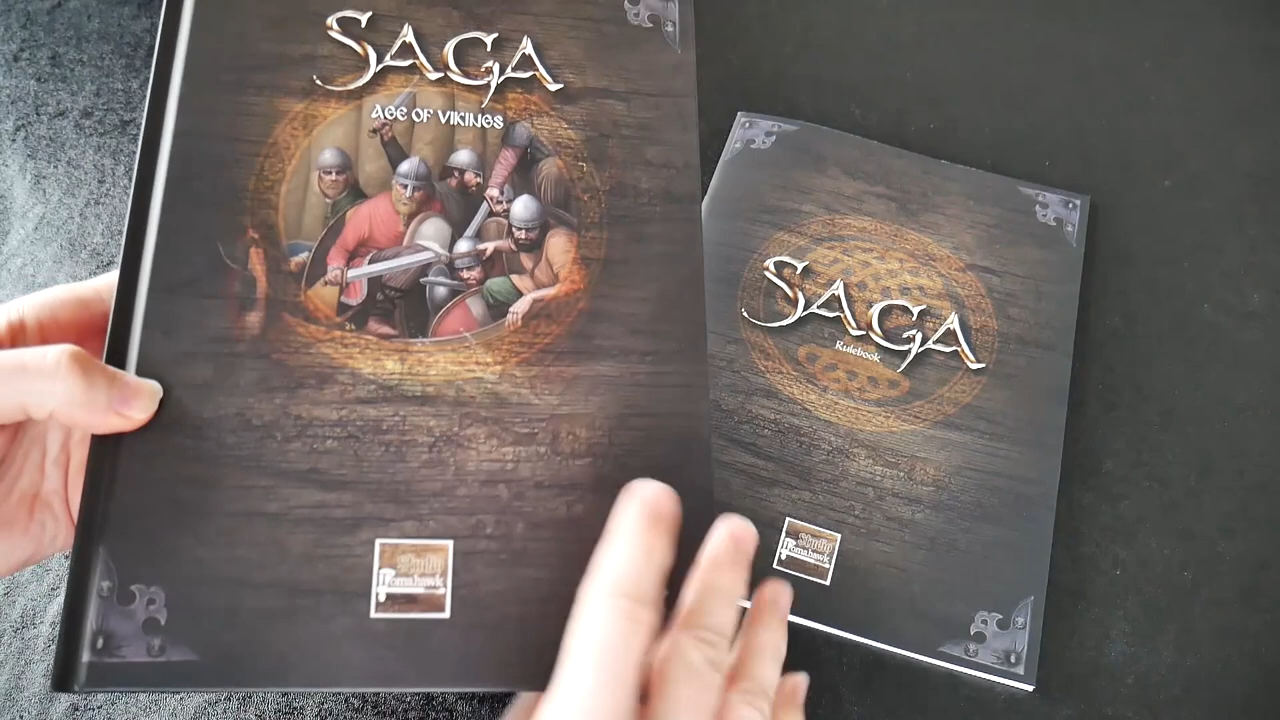 SAGA
AGE OF VIKINGS
Studio
Tomahawk
SAGA
Rulebook
Studio
Tomahawk